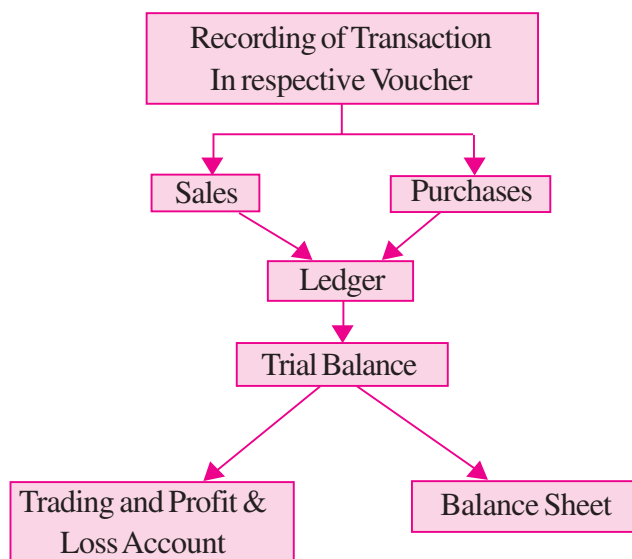 Recording of Transaction
In respective Voucher
Sales
Purchases
Ledger
Trial Balance
Trading and Profit &
Loss Account
Balance Sheet